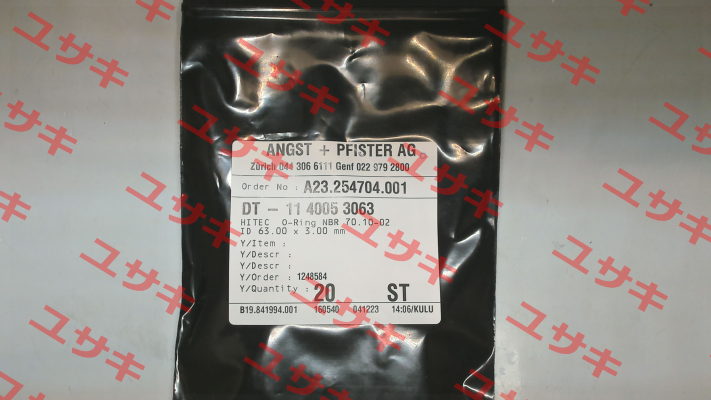 ANGST + PFISTER AG
Zürich 041 306 6111 Genf 022 979 2800
Order No : A23.254704.001
DT - 11 4005 3063
HITEC O-Ring NBR 70.10-02
ID 63.00 x 3.00 mm
Y/Item :
Y/Descr :
Y/Descr :
Y/Order : 1248584
Y/Quantity : 20 ST
B19.841994.001 160540 041223 14:06/KULU
ユサキ